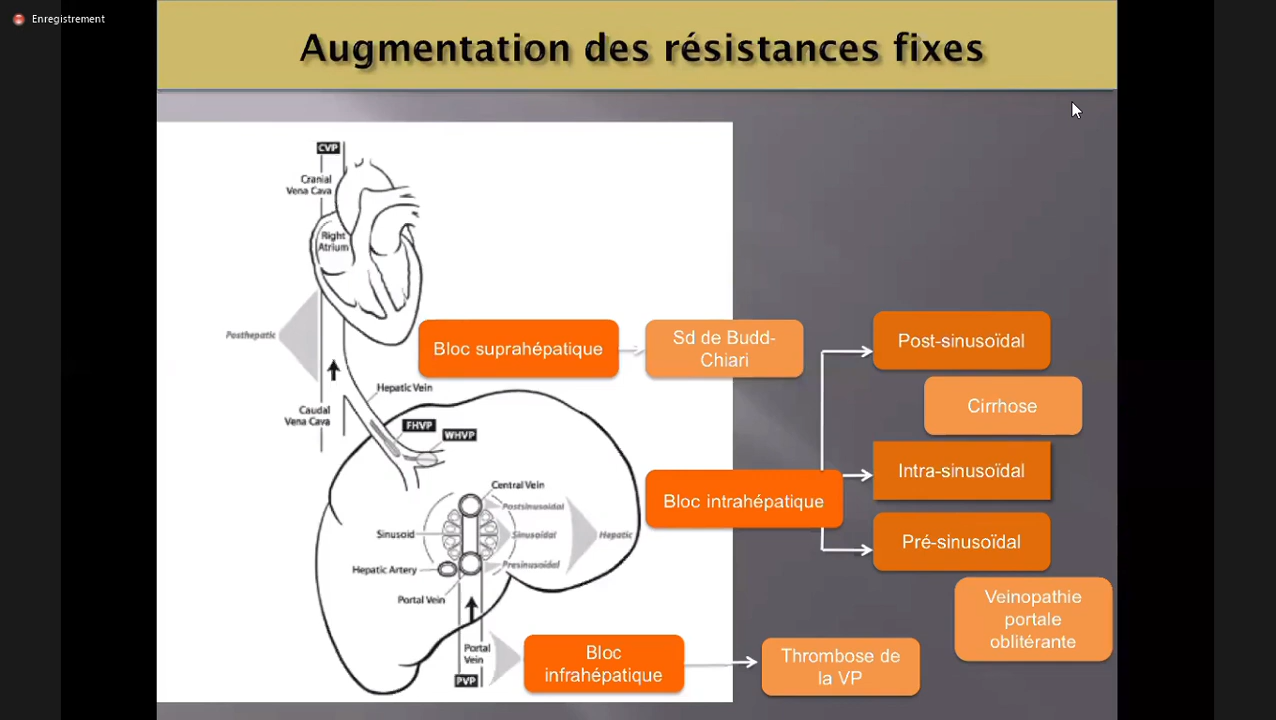 Enregistrement
Augmentation des résistances fixes
CVP
Cranial
Vena Cava
Right
Atrium
Posthepatic
Bloc suprahépatique
Sd de Budd-
Chiari
Post-sinusoïdal
Hepatic Vein
Caudal
Vena Cava
FHVP
WHVP
Cirrhose
Intra-sinusoïdal
Bloc intrahépatique
Central Vein
Postsinusoidal
Sinusoid
Sinusoidal
Hepatic
Pré-sinusoïdal
Hepatic Artery
Presinusoidal
Portal Vein
Veinopathie
portale
oblitérante
Portal
Vein
PVP
Bloc
infrahépatique
Thrombose de
la VP